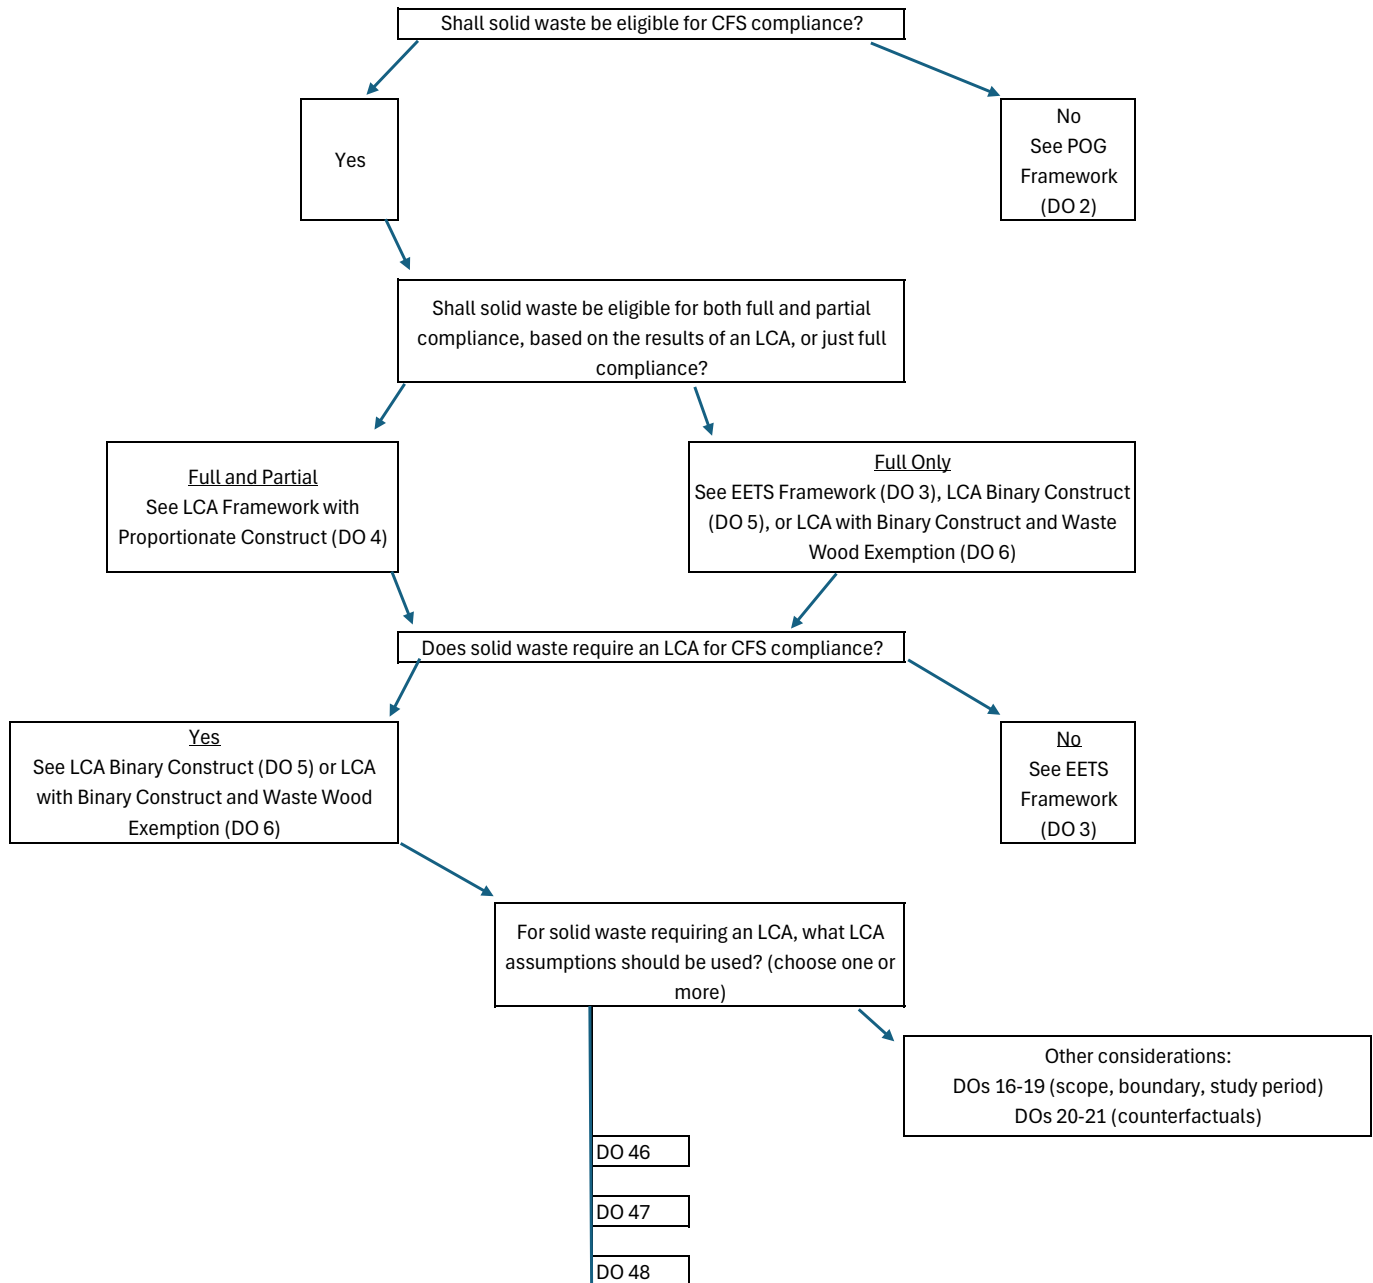 Shall solid waste be eligible for CFS compliance?
Yes
No
See POG
Framework
(DO 2)
Shall solid waste be eligible for both full and partial
compliance, based on the results of an LCA, or just full
compliance?
Full and Partial
See LCA Framework with
Proportionate Construct (DO 4)
Full Only
See EETS Framework (DO 3), LCA Binary Construct
(DO 5), or LCA with Binary Construct and Waste
Wood Exemption (DO 6)
Does solid waste require an LCA for CFS compliance?
Yes
See LCA Binary Construct (DO 5) or LCA
with Binary Construct and Waste Wood
Exemption (DO 6)
No
See EETS
Framework
(DO 3)
For solid waste requiring an LCA, what LCA
assumptions should be used? (choose one or
more)
Other considerations:
DOs 16-19 (scope, boundary, study period)
DOs 20-21 (counterfactuals)
DO 46
DO 47
DO 48